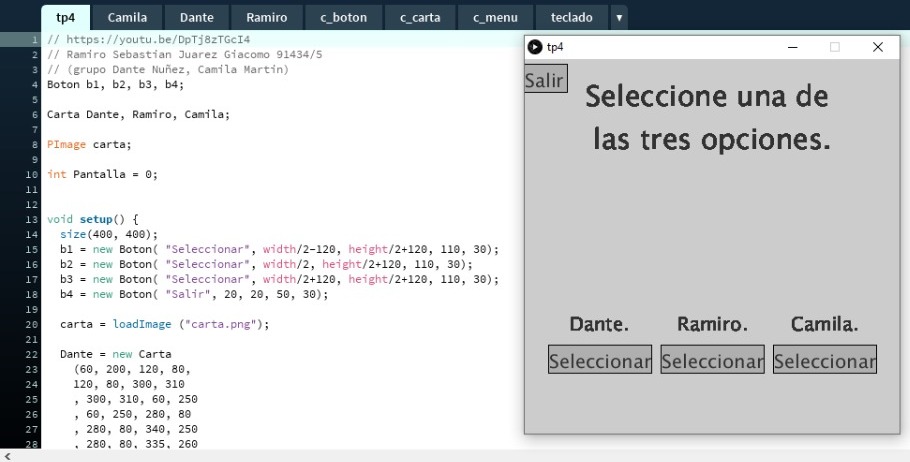 tp4 Camila Dante Ramiro c_boton c_carta c_menu teclado
1 // https://youtu.be/DpTj8zTGcI4
2 // Ramiro Sebastian Juarez Giacomo 91434/5
3 // (grupo Dante Nuñez, Camila Martin)
4 Boton b1, b2, b3, b4;
5
6 Carta Dante, Ramiro, Camila;
7
8 PImage carta;
9
10 int Pantalla = 0;
11
12
13 void setup() {
14 size(400, 400);
15 b1 = new Boton( "Seleccionar", width/2-120, height/2+120, 110, 30);
16 b2 = new Boton( "Seleccionar", width/2, height/2+120, 110, 30);
17 b3 = new Boton( "Seleccionar", width/2+120, height/2+120, 110, 30);
18 b4 = new Boton( "Salir", 20, 20, 50, 30);
19
20 carta = loadImage ("carta.png");
21
22 Dante = new Carta
23 (60, 200, 120, 80,
24 120, 80, 300, 310
25 , 300, 310, 60, 250
26 , 60, 250, 280, 80
27 , 280, 80, 340, 250
28 , 280, 80, 335, 260
tp4
Salir
Seleccione una de
las tres opciones.
Dante. Ramiro. Camila.
Seleccionar Seleccionar Seleccionar